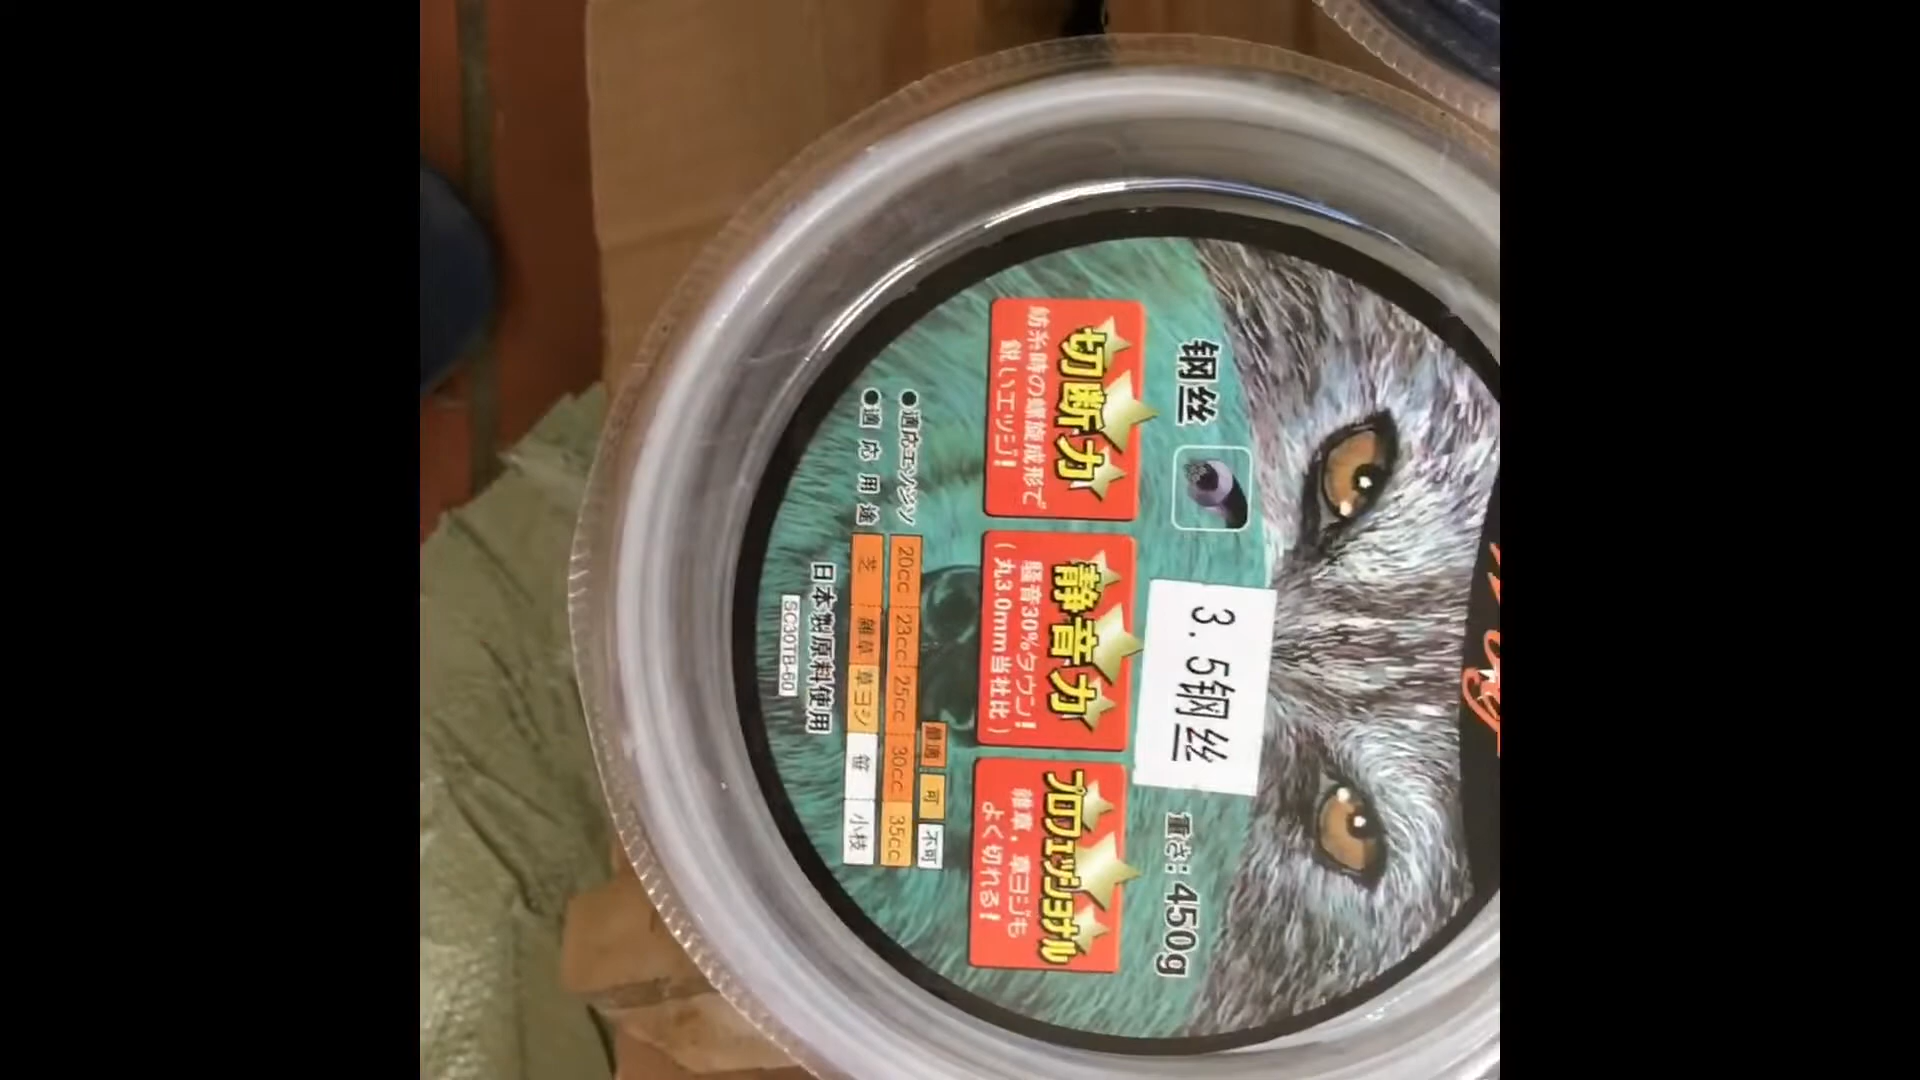 钢丝
3.5钢丝
重さ:450g
切断力
紡糸時の螺旋成形で
鋭いエッジ!
静音力
騒音30%ダウン!
(丸3.0mm当社比)
プロフェッショナル
雑草、草ヨシも
よく切れる!
最適 可 不可
●適応エンジン 20cc 23cc 25cc 30cc 35cc
●適応用途 芝 雑草 草ヨシ 笹 小枝
日本製原料使用
SC30TB-60